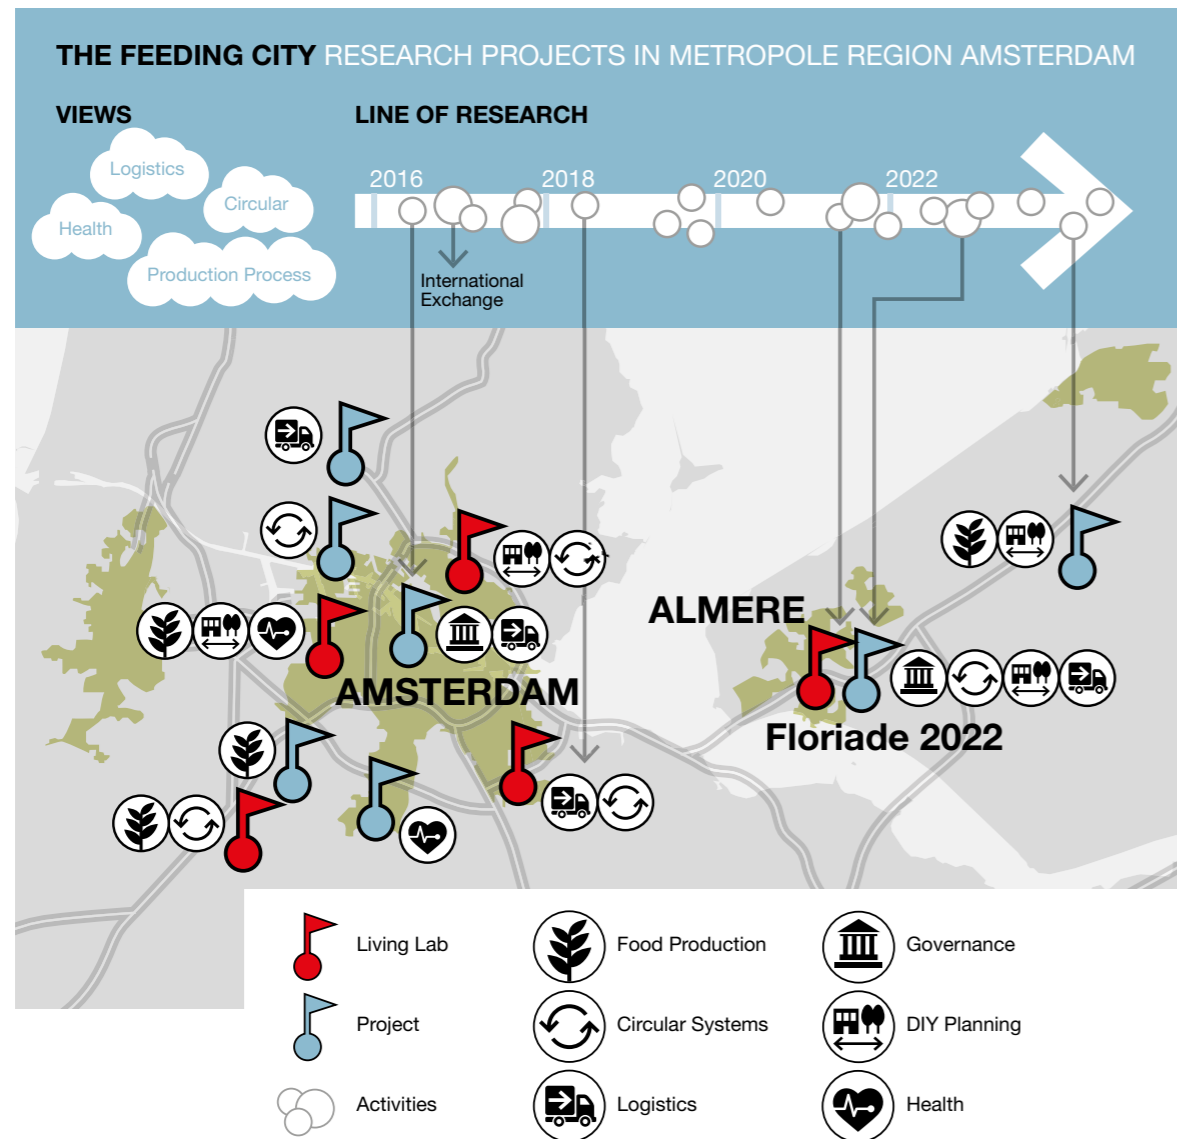 THE FEEDING CITY RESEARCH PROJECTS IN METROPOLE REGION AMSTERDAM
VIEWS
Logistics
Circular
Health
Production Process
LINE OF RESEARCH
2016
2018
2020
2022
International
Exchange
ALMERE
AMSTERDAM
Floriade 2022
Living Lab
Project
Activities
Food Production
Circular Systems
Logistics
Governance
DIY Planning
Health